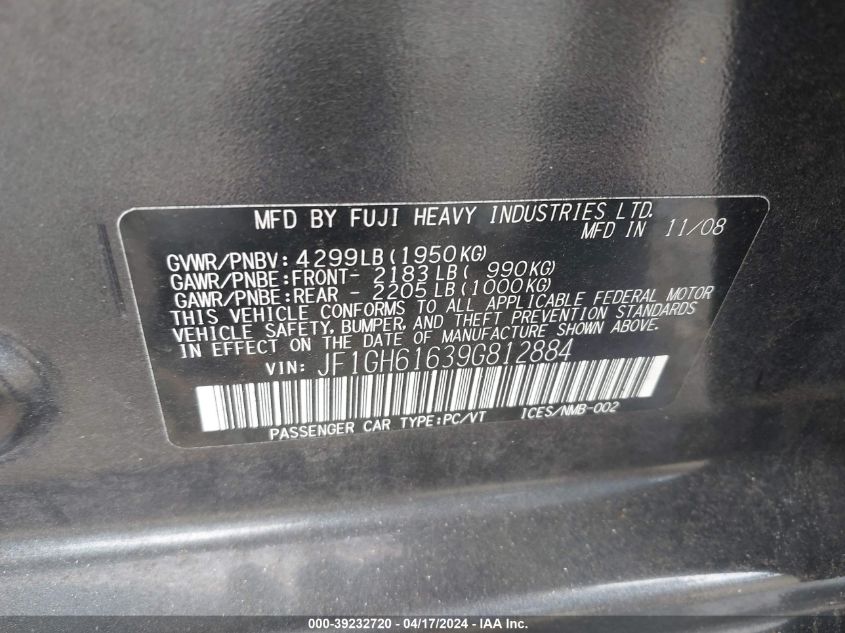 MFD BY FUJI HEAVY INDUSTRIES LTD.
MFD IN 11/08
GVWR/PNBV: 4299LB(1950KG)
GAWR/PNBE:FRONT- 2183LB( 990KG)
GAWR/PNBE:REAR - 2205LB(1000KG)
THIS VEHICLE CONFORMS TO ALL APPLICABLE FEDERAL MOTOR
VEHICLE SAFETY, BUMPER, AND THEFT PREVENTION STANDARDS
IN EFFECT ON THE DATE OF MANUFACTURE SHOWN ABOVE.
VIN: JF1GH61639G812884
PASSENGER CAR TYPE:PC/VT ICES/NMB-002
000-39232720 - 04/17/2024 - IAA Inc.